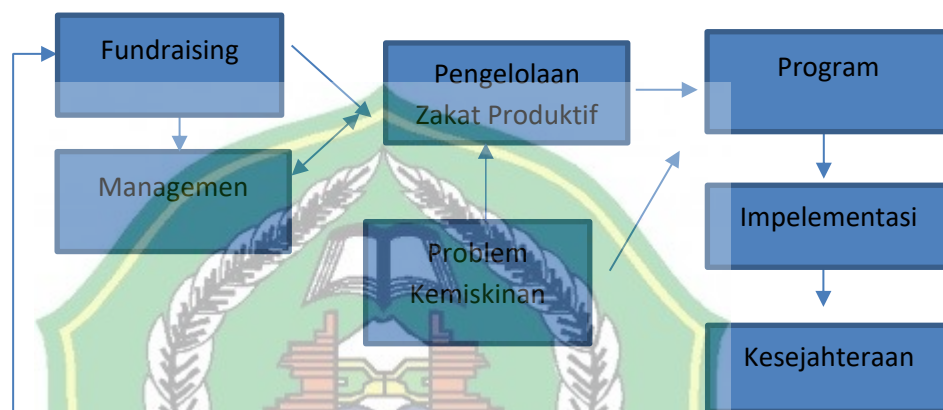 Fundraising
Pengelolaan
Zakat Produktif
Program
Managemen
Impelementasi
Problem
Kemiskinan
Kesejahteraan